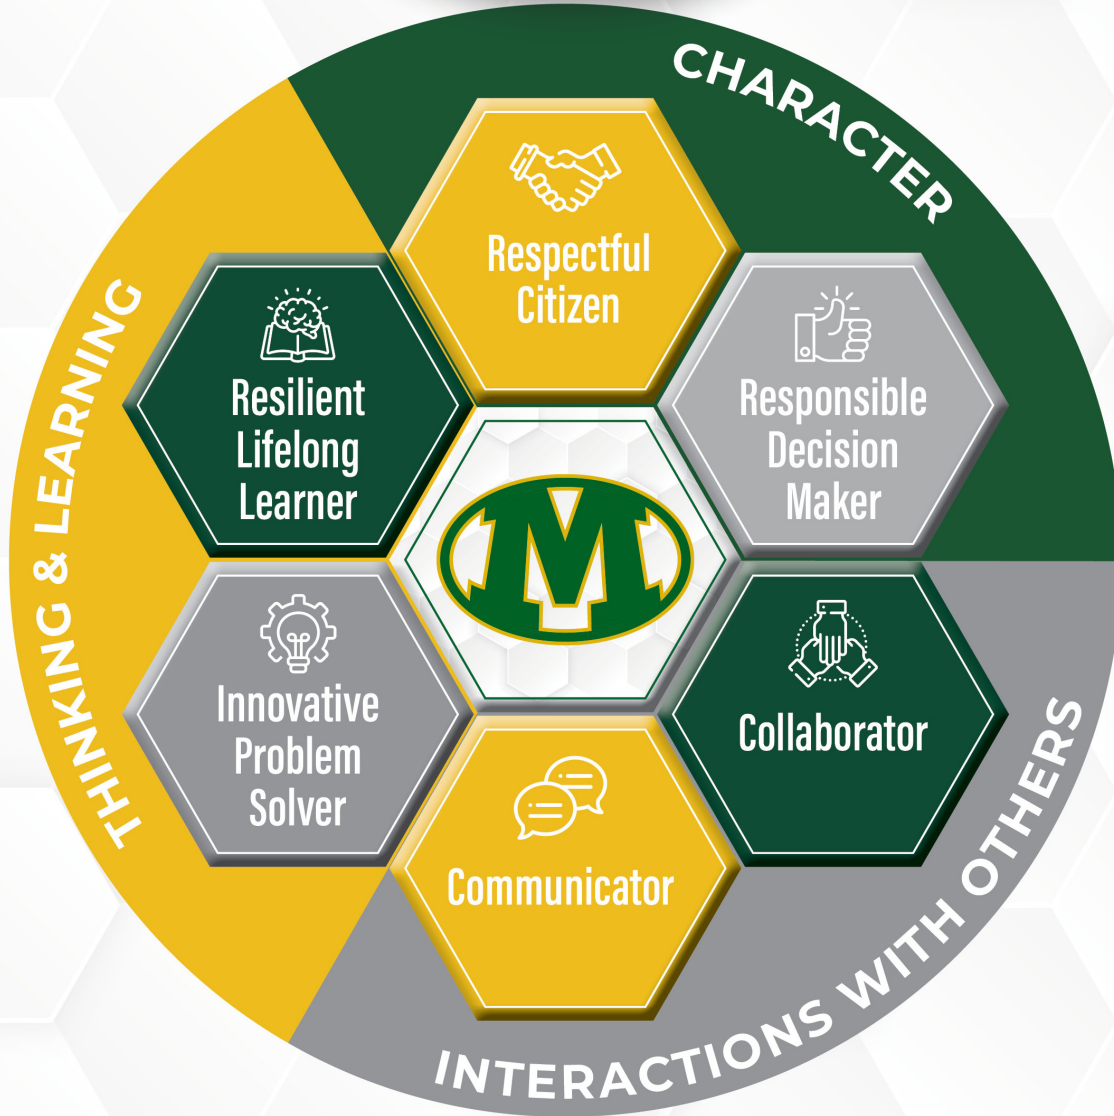 CHARACTER
Respectful
Citizen
Responsible
Decision
Maker
Resilient
Lifelong
Learner
THINKING & LEARNING
M
Innovative
Problem
Solver
Collaborator
Communicator
INTERACTIONS WITH OTHERS